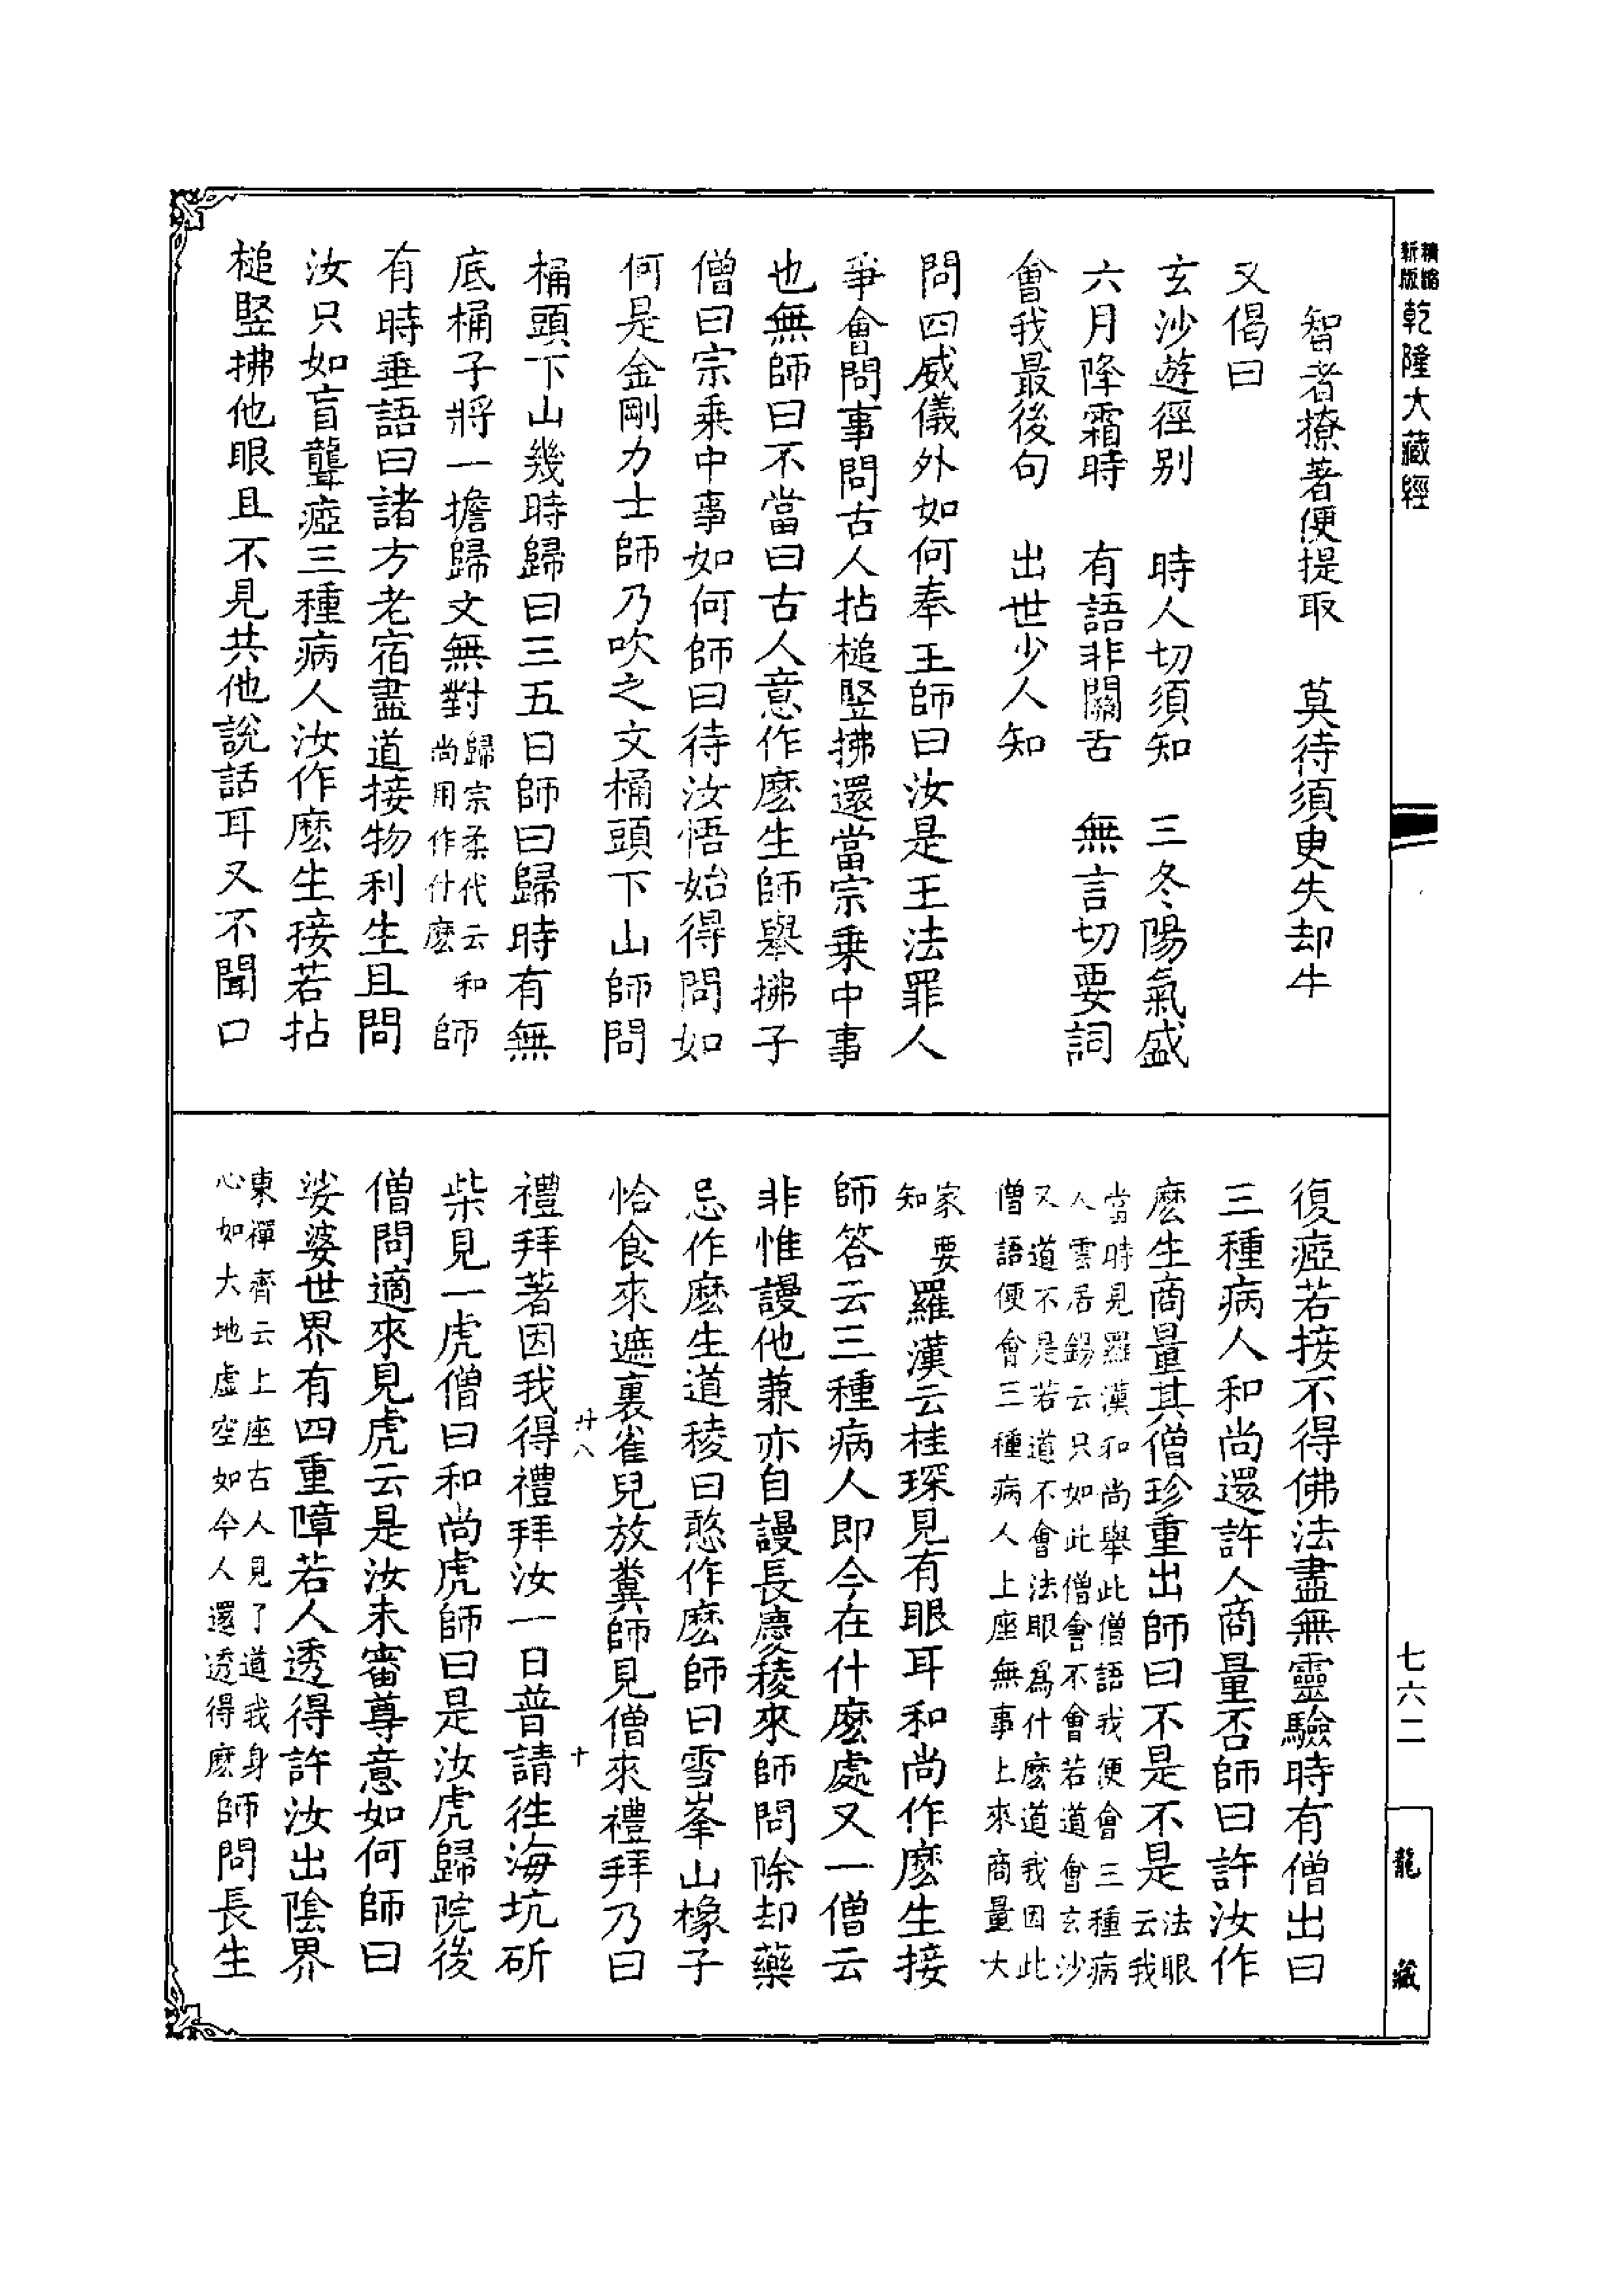 精縮
新版
乾隆大藏經
智者撩著便提取　莫待須臾失却牛
又偈曰
玄沙遊徑别　時人切須知　三冬陽氣盛
六月降霜時　有語非關舌　無言切要詞
會我最後句　出世少人知
問四威儀外如何奉王師曰汝是王法罪人
爭會問事問古人拈槌竪拂還當宗乗中事
也無師曰不當曰古人意作麽生師舉拂子
僧曰宗乗中事如何師曰待汝悟始得問如
何是金剛力士師乃吹之文桶頭下山師問
桶頭下山幾時歸曰三五日師曰歸時有無
底桶子將一擔歸文無對歸宗柔代云和尚用作什麽師
有時垂語曰諸方老宿盡道接物利生且問
汝只如盲聾瘂三種病人汝作麽生接若拈
槌竪拂他眼且不見共他說話耳又不聞口
復瘂若接不得佛法盡無靈驗時有僧出曰
三種病人和尚還許人商量否師曰許汝作
麽生商量其僧珍重出師曰不是不是法眼云我
當時見羅漢和尚舉此僧語我便會三種病
人雲居錫云只如此僧會不會若道會玄沙
又道不是若道不會法眼爲什麽道我因此
僧語便會三種病人上座無事上來商量大
家要知羅漢云桂琛見有眼耳和尚作麽生接
師答云三種病人即今在什麽處又一僧云
非惟謾他兼亦自謾長慶稜來師問除却藥
忌作麽生道稜曰憨作麽師曰雪峯山橡子
恰食來遮裏雀兒放糞師見僧來禮拜乃曰
卄八
十
禮拜著因我得禮拜汝一日普請徃海坑斫
柴見一虎僧曰和尚虎師曰是汝虎歸院後
僧問適來見虎云是汝未審尊意如何師曰
娑婆世界有四重障若人透得許汝出陰界
東禪齊云上座古人見了道我身心如大地虛空如今人還透得麽師問長生
七六二
龍藏